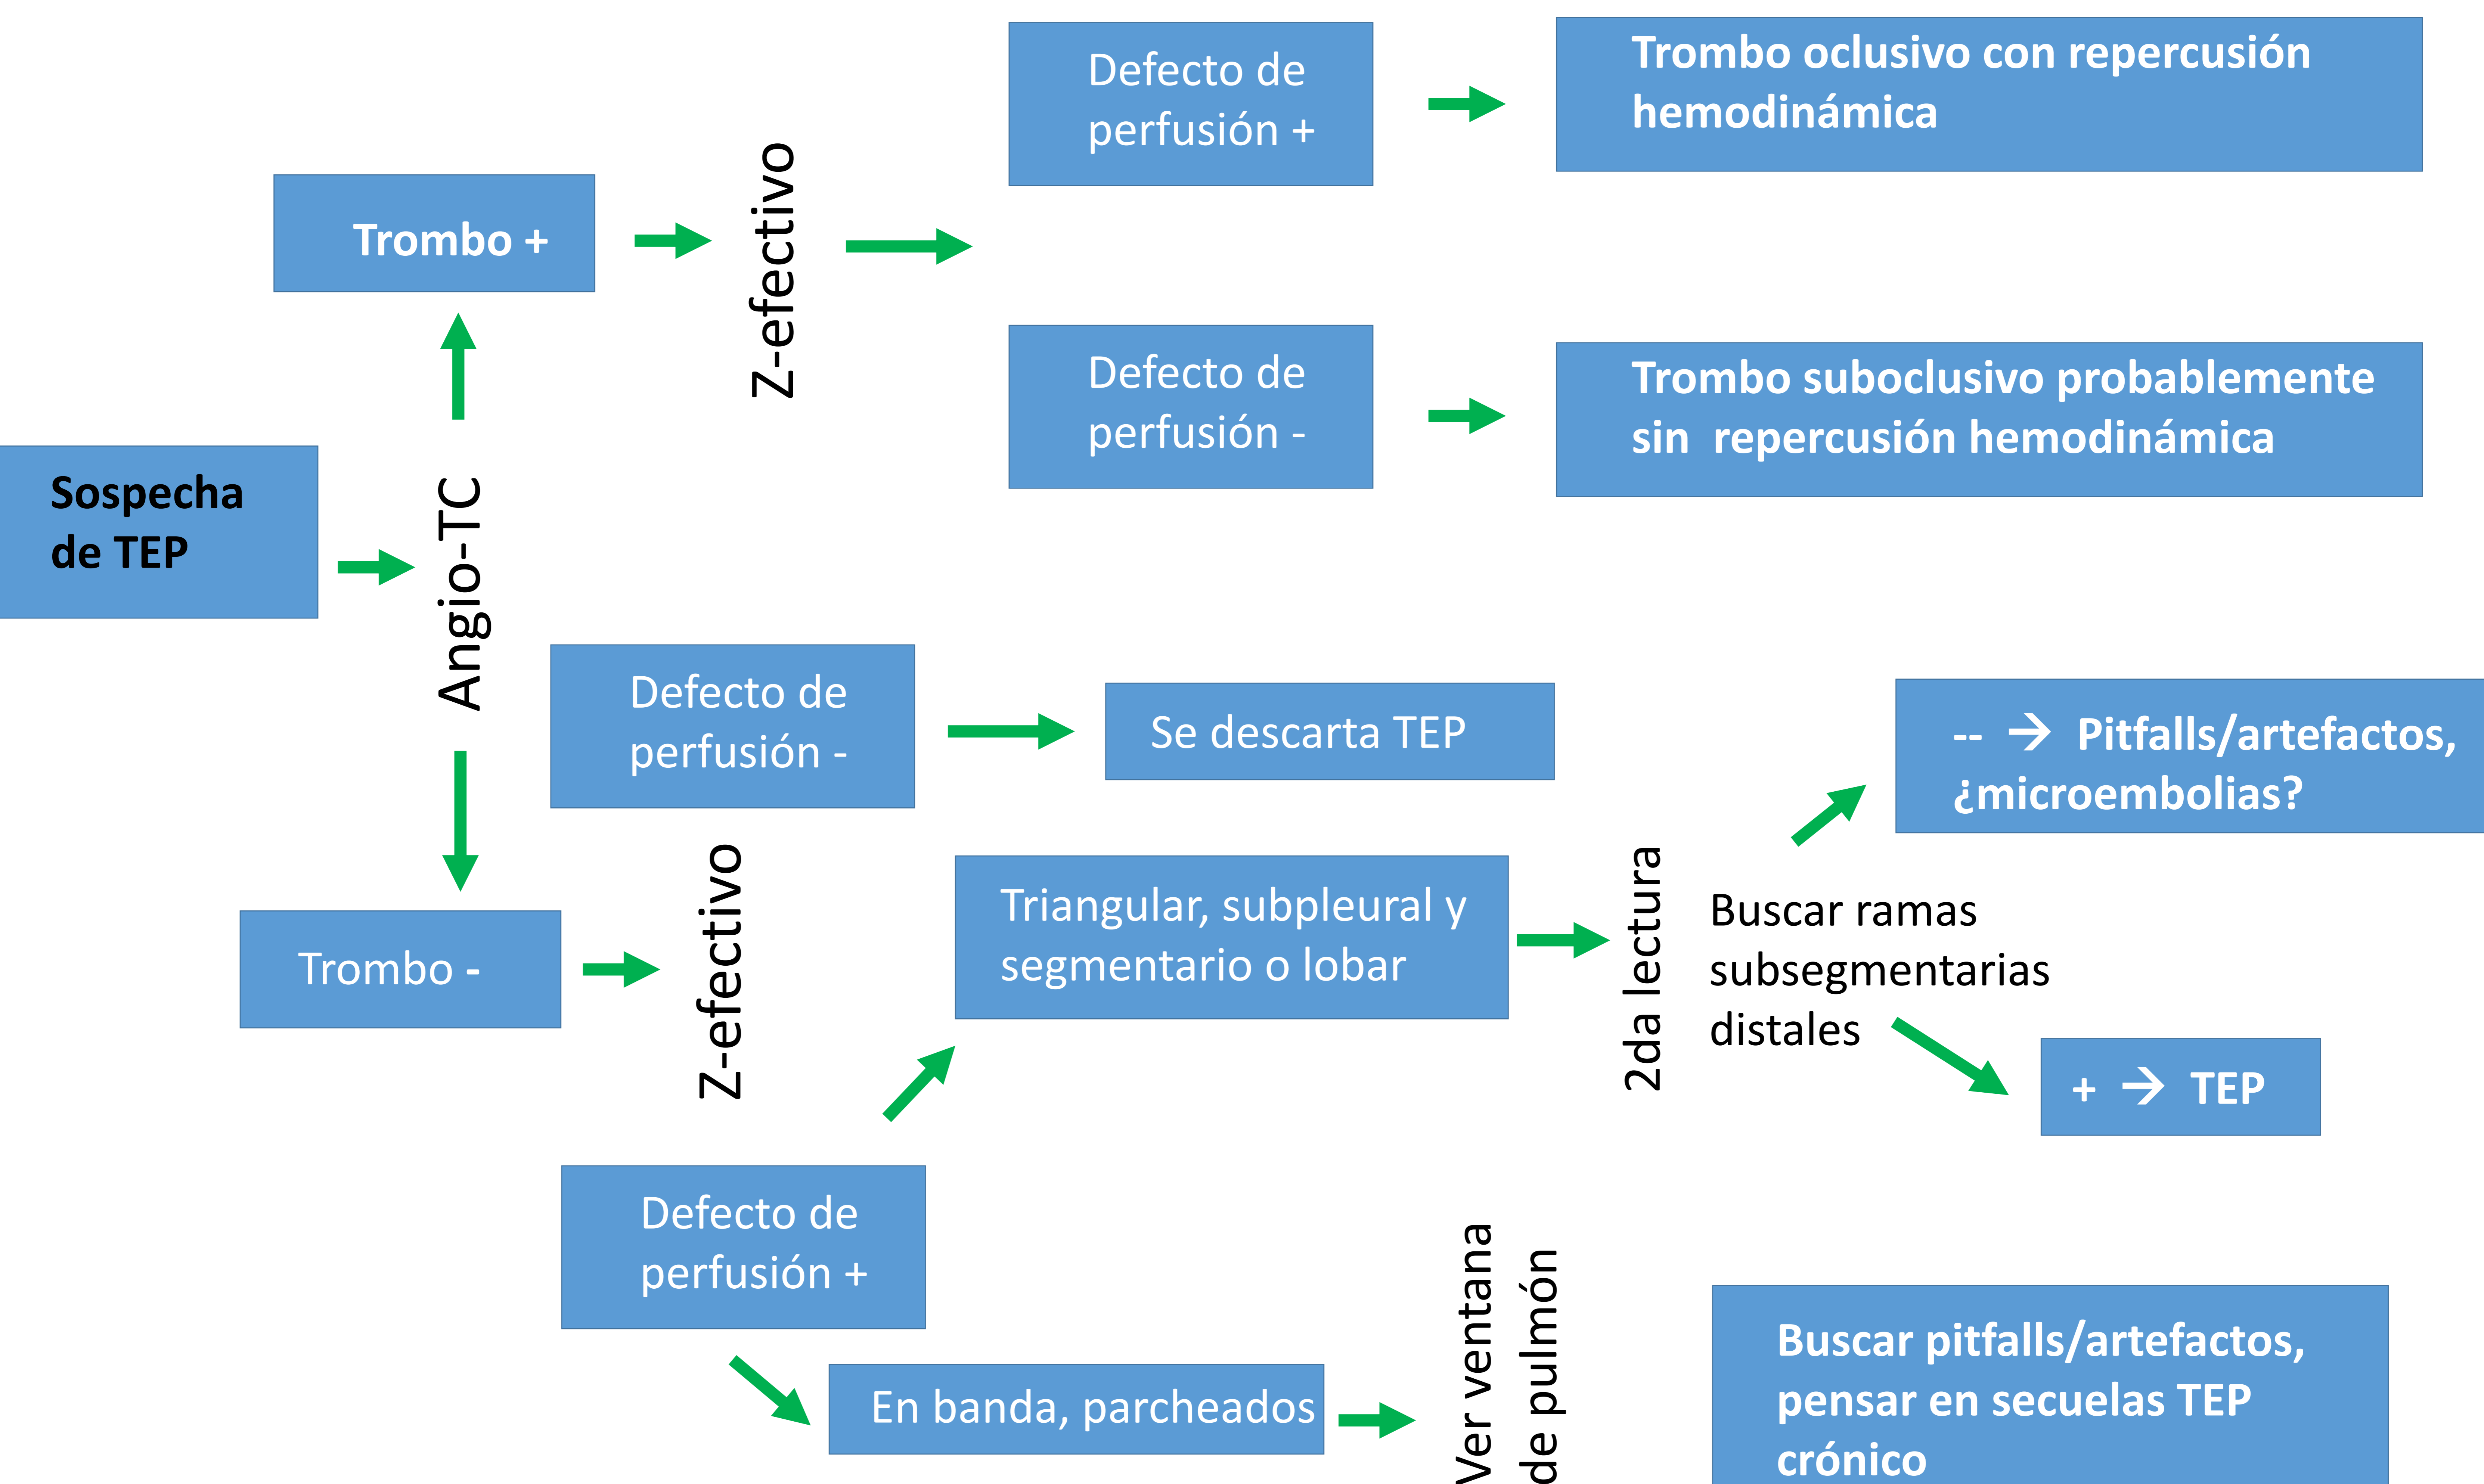 Sospecha
de TEP
Angio-TC
Trombo +
Z-efectivo
Defecto de
perfusión +
Trombo oclusivo con repercusión
hemodinámica
Defecto de
perfusión -
Trombo suboclusivo probablemente
sin  repercusión hemodinámica
Trombo -
Z-efectivo
Defecto de
perfusión -
Se descarta TEP
Defecto de
perfusión +
Triangular, subpleural y
segmentario o lobar
2da lectura
Buscar ramas
subsegmentarias
distales
-- → Pitfalls/artefactos,
¿microembolias?
+ → TEP
En banda, parcheados
Ver ventana
de pulmón
Buscar pitfalls/artefactos,
pensar en secuelas TEP
crónico